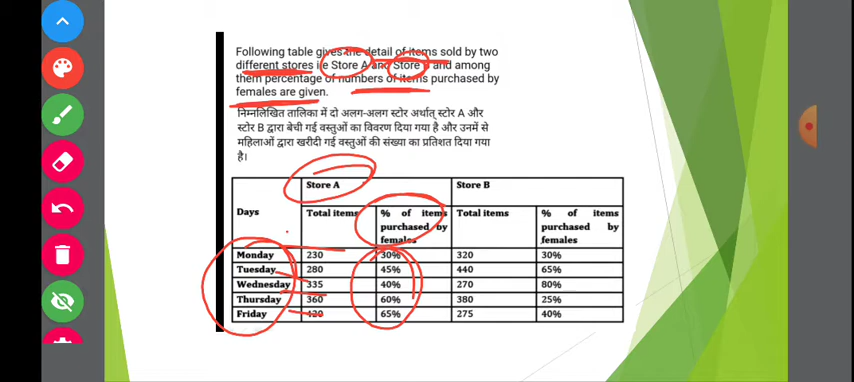 Following table gives the detail of items sold by two
different stores i.e Store A and Store B and among
them percentage of numbers of items purchased by
females are given.
निम्नलिखित तालिका में दो अलग-अलग स्टोर अर्थात् स्टोर A और
स्टोर B द्वारा बेची गई वस्तुओं का विवरण दिया गया है और उनमें से
महिलाओं द्वारा खरीदी गई वस्तुओं की संख्या का प्रतिशत दिया गया
है।
Store A Store B
Days Total items % of items purchased by females Total items % of items purchased by females
Monday 230 30% 320 30%
Tuesday 280 45% 440 65%
Wednesday 335 40% 270 80%
Thursday 360 60% 380 25%
Friday 420 65% 275 40%